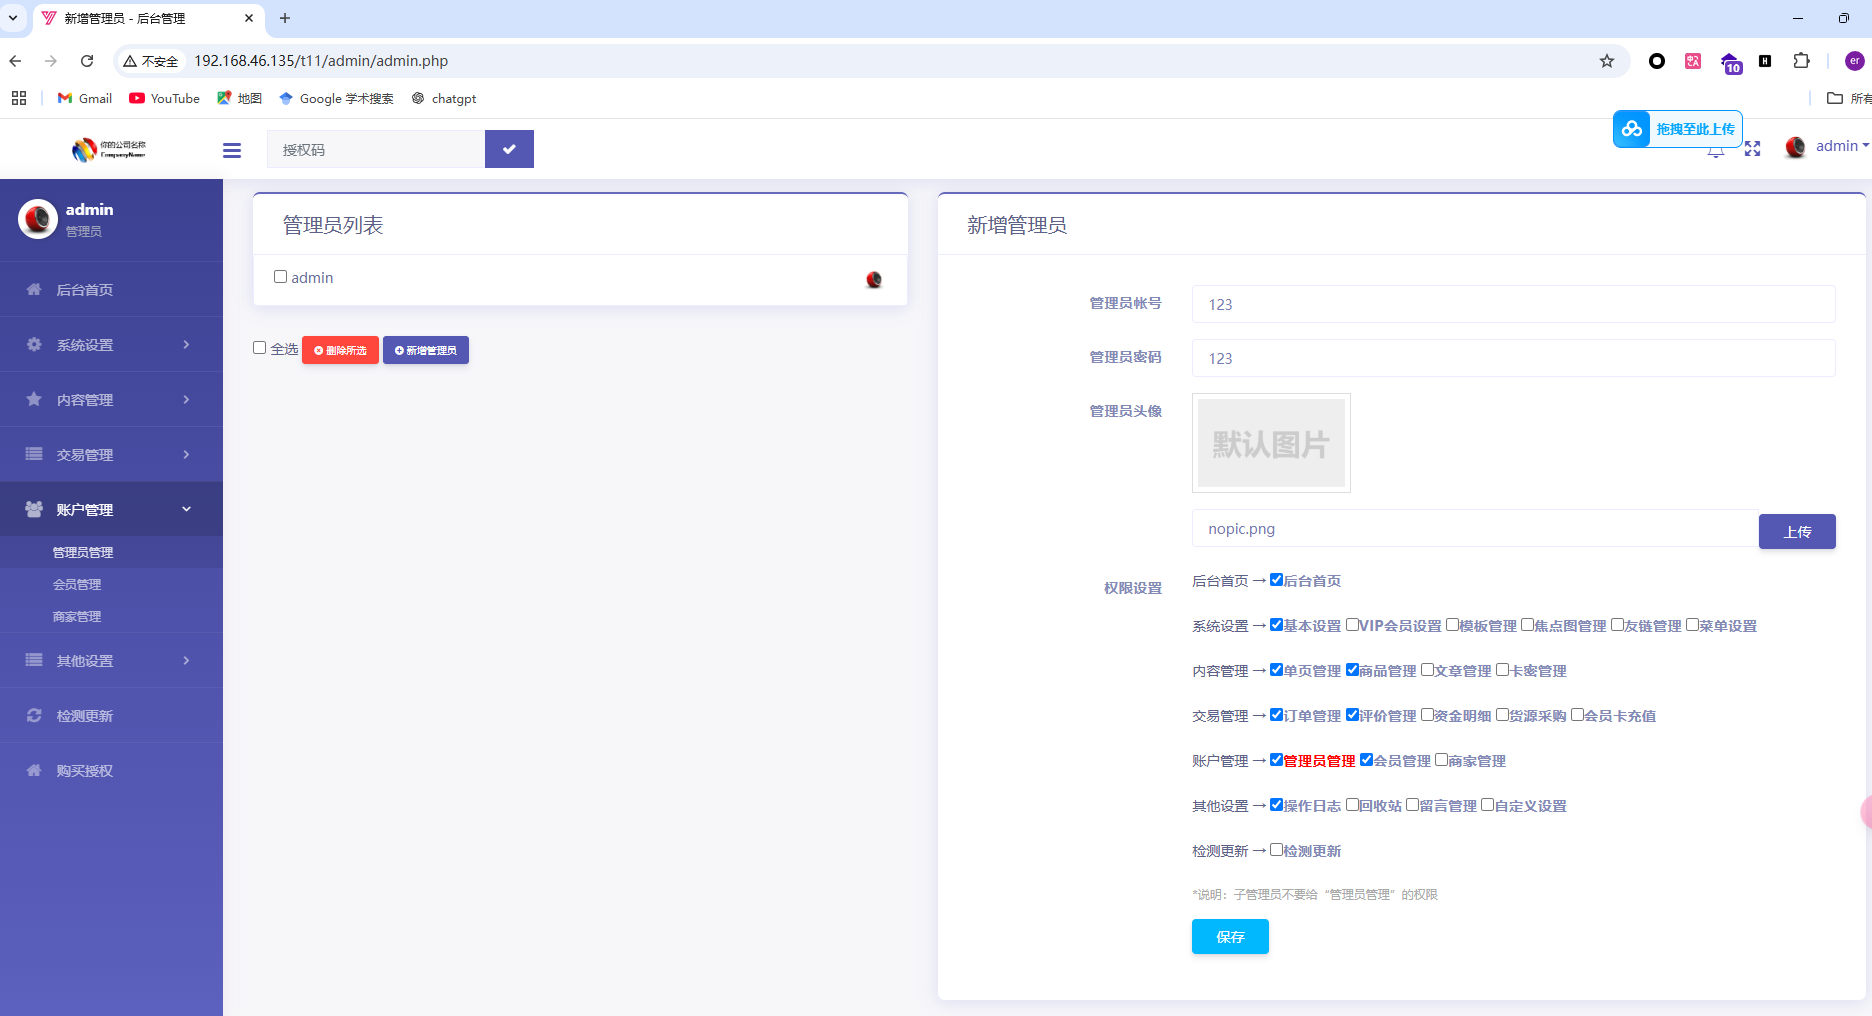 新增管理员 - 后台管理
不安全 192.168.46.135/t11/admin/admin.php
10
er
Gmail YouTube 地图 Google 学术搜索 chatgpt
所有
你的公司名称
CompanyName
授权码
拖拽至此上传
admin
admin
管理员
后台首页
系统设置
内容管理
交易管理
账户管理
管理员管理
会员管理
商家管理
其他设置
检测更新
购买授权
管理员列表
admin
全选 删除所选 新增管理员
新增管理员
管理员帐号 123
管理员密码 123
管理员头像
默认图片
nopic.png 上传
权限设置
后台首页 → 后台首页
系统设置 → 基本设置 VIP会员设置 模板管理 焦点图管理 友链管理 菜单设置
内容管理 → 单页管理 商品管理 文章管理 卡密管理
交易管理 → 订单管理 评价管理 资金明细 货源采购 会员卡充值
账户管理 → 管理员管理 会员管理 商家管理
其他设置 → 操作日志 回收站 留言管理 自定义设置
检测更新 → 检测更新
*说明：子管理员不要给“管理员管理”的权限
保存